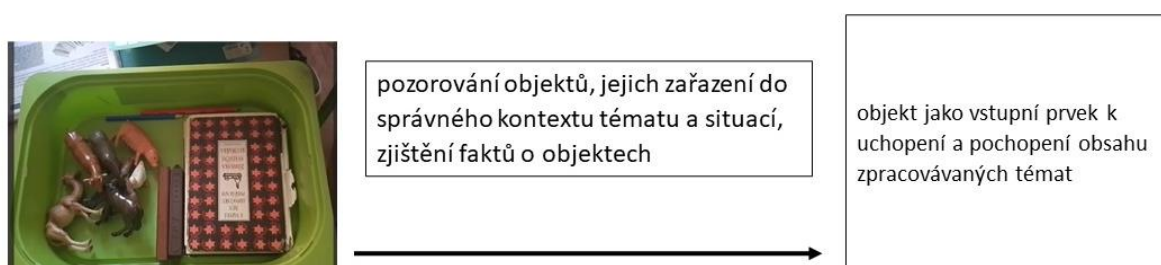 pozorování objektů, jejich zařazení do
správného kontextu tématu a situací,
zjištění faktů o objektech
objekt jako vstupní prvek k
uchopení a pochopení obsahu
zpracovávaných témat